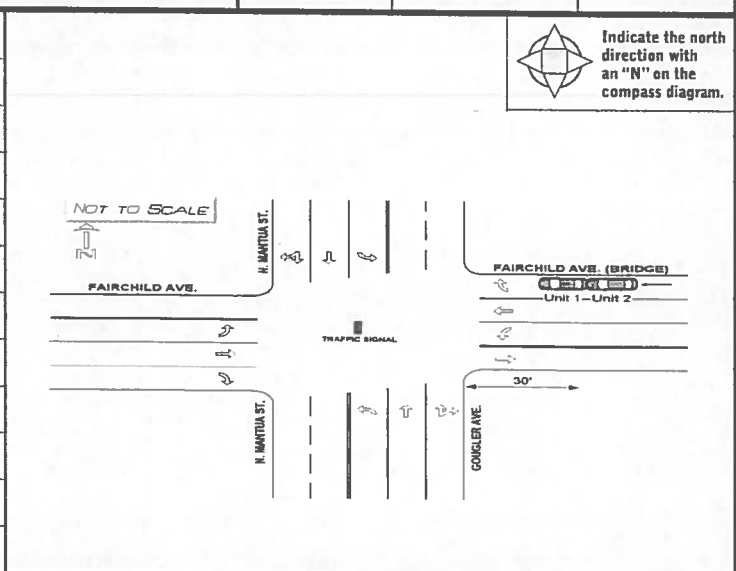 Indicate the north
direction with
an "N" on the
compass diagram.
NOT TO SCALE
N
N. MANTUA ST.
FAIRCHILD AVE. (BRIDGE)
FAIRCHILD AVE.
Unit 1—Unit 2
TRAFFIC SIGNAL
30'
N. MANTUA ST.
GOUGLER AVE.